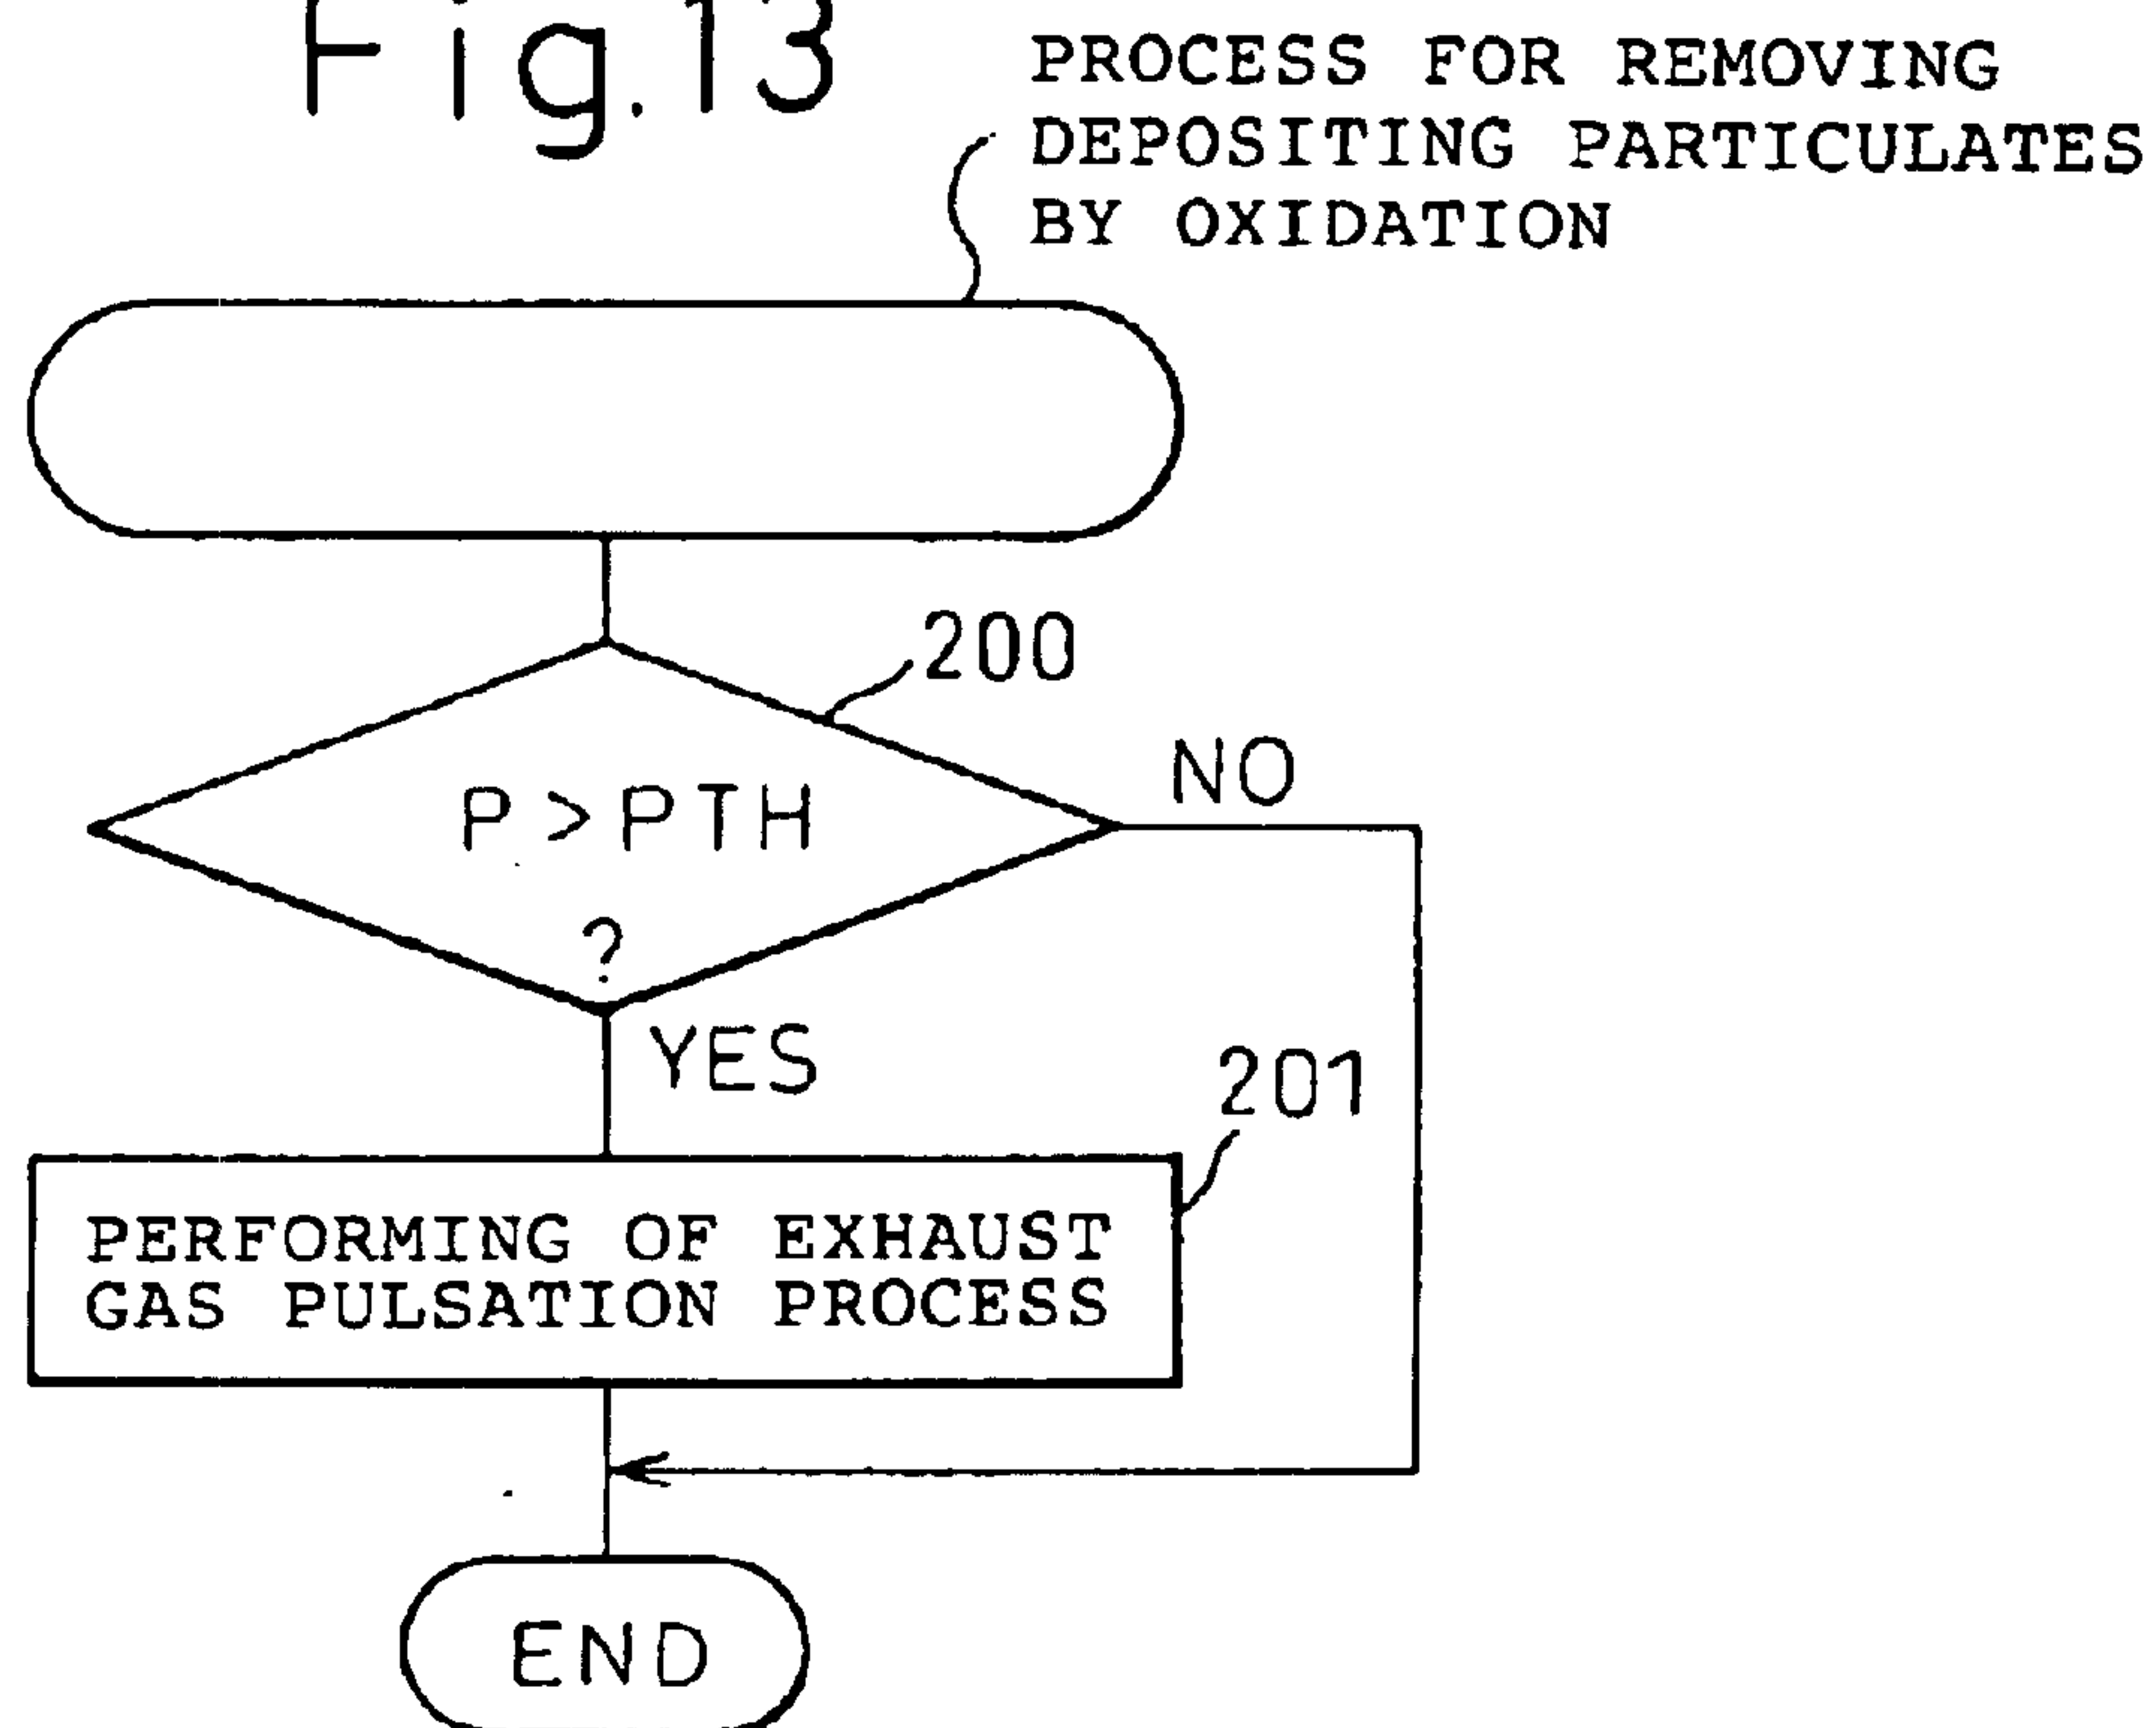 Fig.13
PROCESS FOR REMOVING
DEPOSITING PARTICULATES
BY OXIDATION
200
P>PTH
?
NO
YES
201
PERFORMING OF EXHAUST
GAS PULSATION PROCESS
END